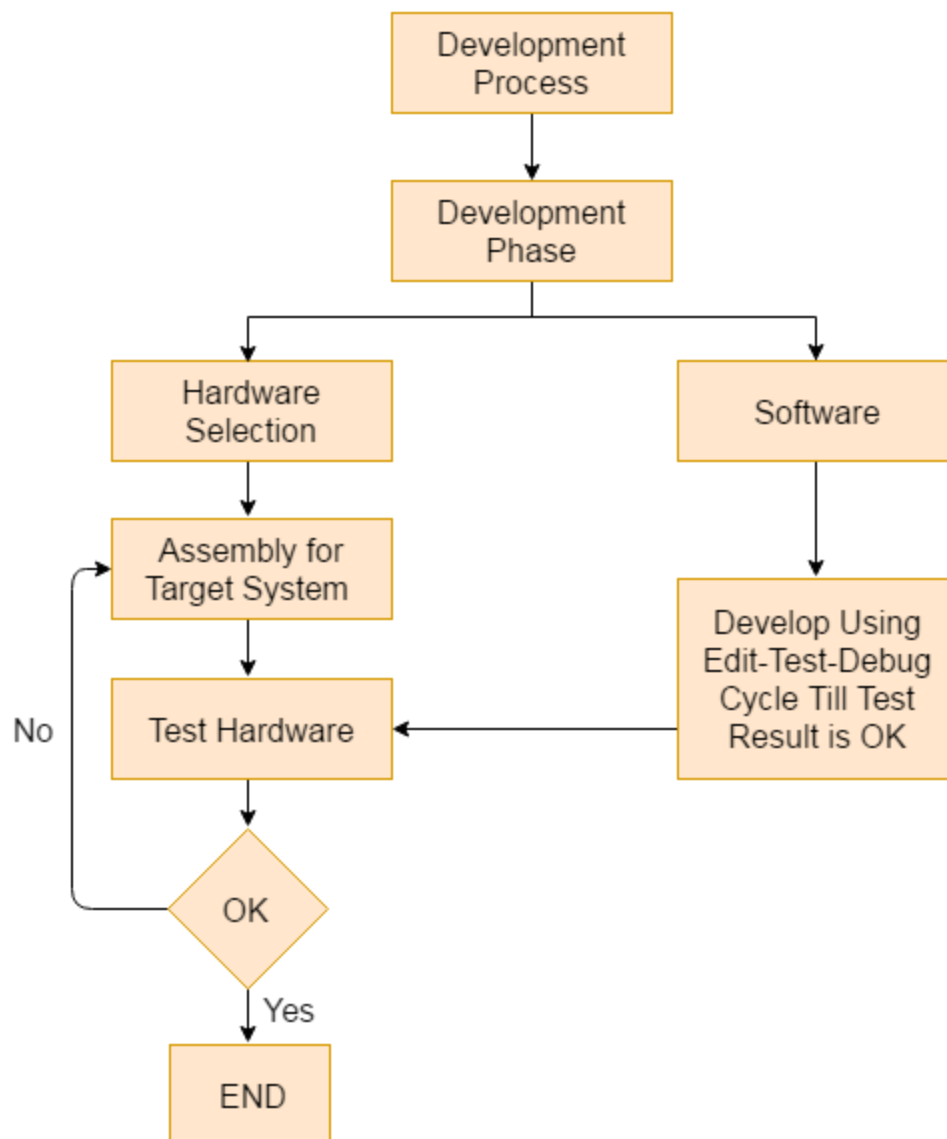 Development
Process
Development
Phase
Hardware
Selection
Software
Assembly for
Target System
Develop Using
Edit-Test-Debug
Cycle Till Test
Result is OK
No
Test Hardware
OK
Yes
END